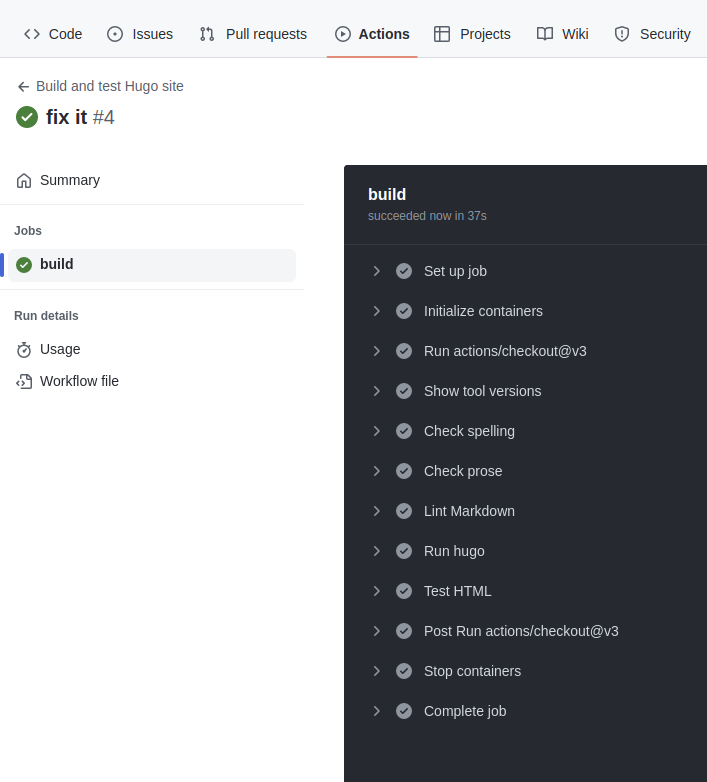 Code Issues Pull requests Actions Projects Wiki Security
Build and test Hugo site
fix it #4
Summary
Jobs
build
Run details
Usage
Workflow file
build
succeeded now in 37s
Set up job
Initialize containers
Run actions/checkout@v3
Show tool versions
Check spelling
Check prose
Lint Markdown
Run hugo
Test HTML
Post Run actions/checkout@v3
Stop containers
Complete job